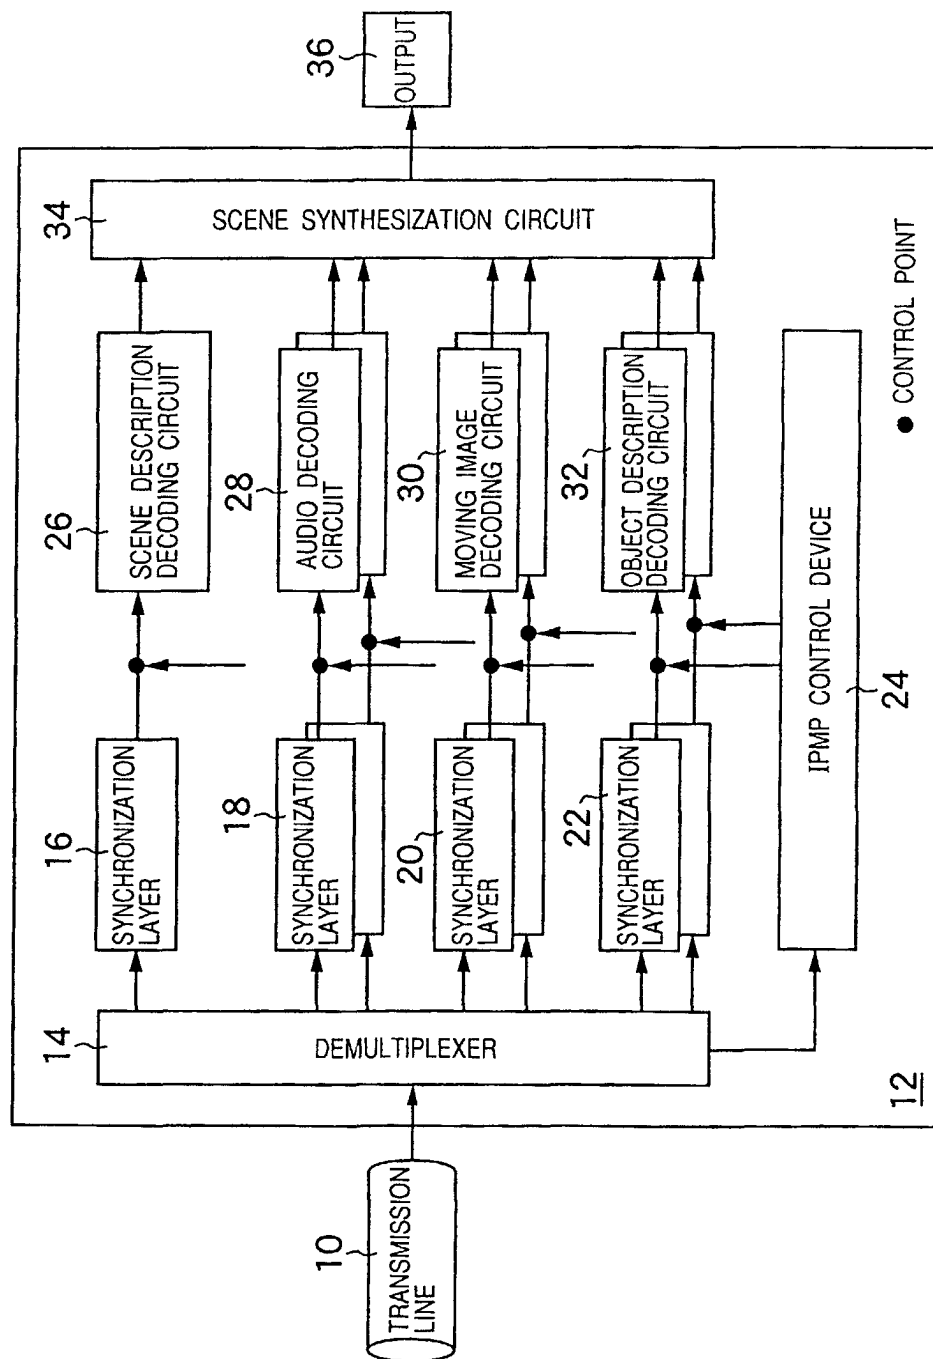 10
TRANSMISSION
LINE
12
14
DEMULTIPLEXER
16
SYNCHRONIZATION
LAYER
18
SYNCHRONIZATION
LAYER
20
SYNCHRONIZATION
LAYER
22
SYNCHRONIZATION
LAYER
24
IPMP CONTROL DEVICE
26
SCENE DESCRIPTION
DECODING CIRCUIT
28
AUDIO DECODING
CIRCUIT
30
MOVING IMAGE
DECODING CIRCUIT
32
OBJECT DESCRIPTION
DECODING CIRCUIT
34
SCENE SYNTHESIZATION CIRCUIT
36
OUTPUT
CONTROL POINT